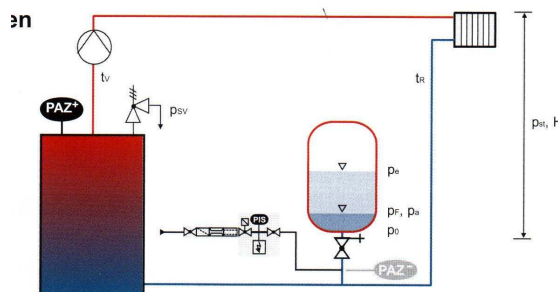 en
tV
tR
PAZ+
pSV
pst, H
pe
PIS
pF, pa
p0
PAZ−